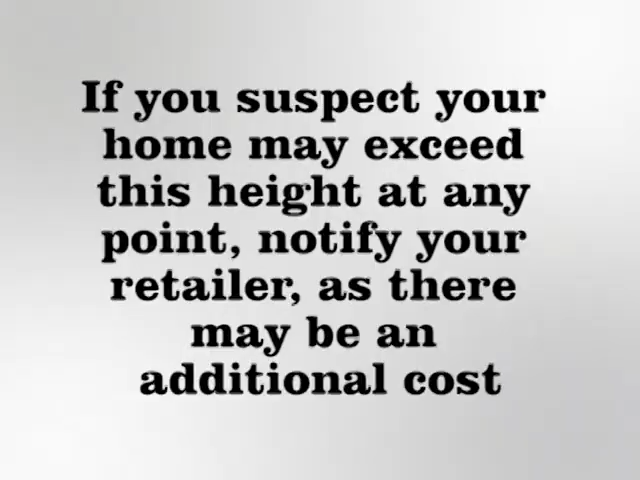 If you suspect your
home may exceed
this height at any
point, notify your
retailer, as there
may be an
additional cost